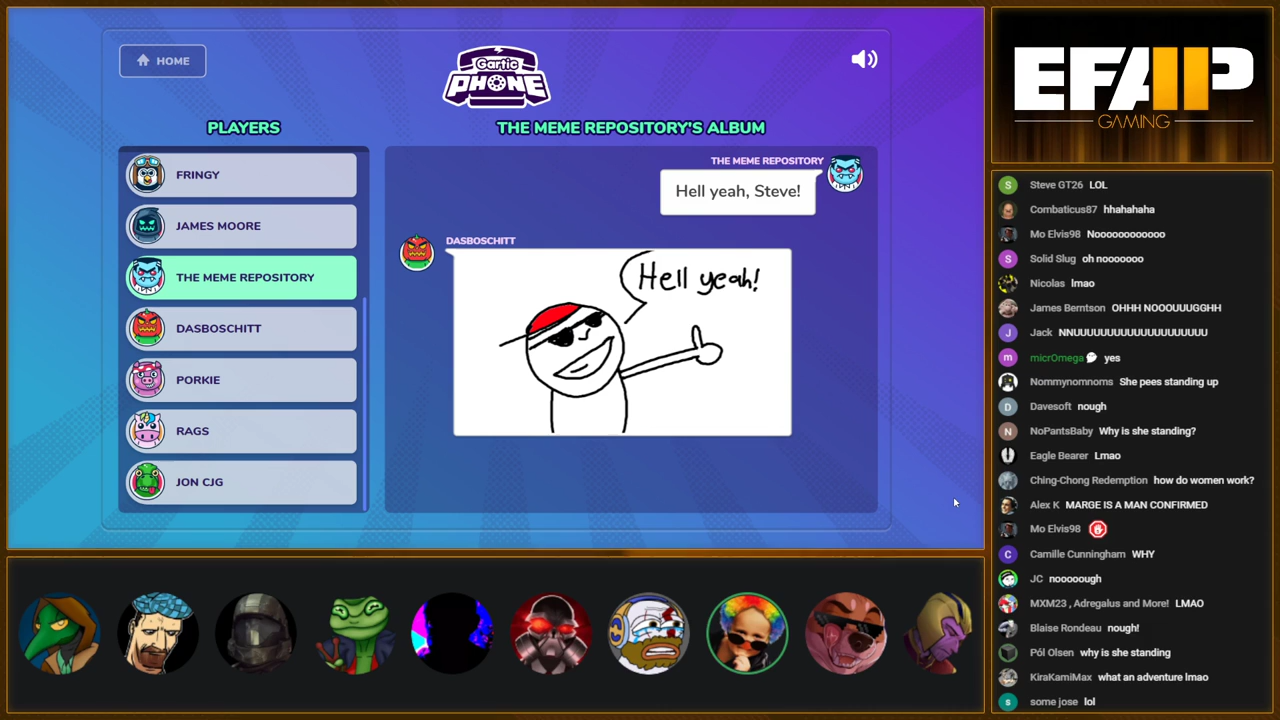 HOME
Gartic
PHONE
PLAYERS
FRINGY
JAMES MOORE
THE MEME REPOSITORY
DASBOSCHITT
PORKIE
RAGS
JON CJG
THE MEME REPOSITORY'S ALBUM
THE MEME REPOSITORY
Hell yeah, Steve!
DASBOSCHITT
Hell yeah!
EFAP
GAMING
Steve GT26 LOL
Combaticus87 hhahahaha
Mo Elvis98 Nooooooooooo
Solid Slug oh nooooooo
Nicolas lmao
James Berntson OHHH NOOOUUUGGHH
Jack NNUUUUUUUUUUUUUUUUUUU
micrOmega yes
Nommynomnoms She pees standing up
Davesoft nough
NoPantsBaby Why is she standing?
Eagle Bearer Lmao
Ching-Chong Redemption how do women work?
Alex K MARGE IS A MAN CONFIRMED
Mo Elvis98
Camille Cunningham WHY
JC nooooough
MXM23 , Adregalus and More! LMAO
Blaise Rondeau nough!
Pól Olsen why is she standing
KiraKamiMax what an adventure lmao
some jose lol